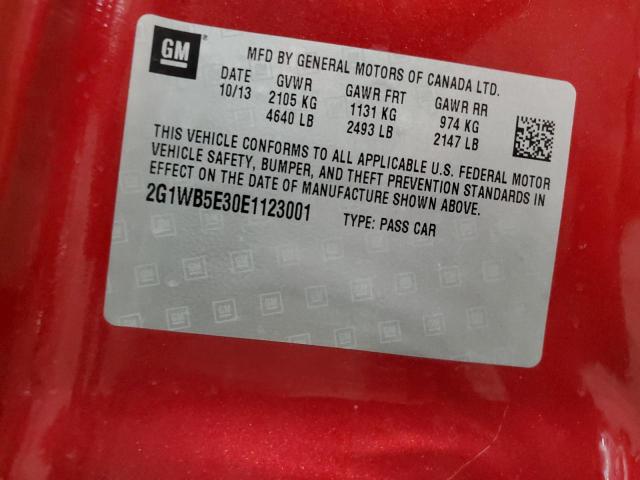 GM
MFD BY GENERAL MOTORS OF CANADA LTD.
DATE GVWR GAWR FRT GAWR RR
10/13 2105 KG 1131 KG 974 KG
4640 LB 2493 LB 2147 LB
THIS VEHICLE CONFORMS TO ALL APPLICABLE U.S. FEDERAL MOTOR
VEHICLE SAFETY, BUMPER, AND THEFT PREVENTION STANDARDS IN
EFFECT ON THE DATE OF MANUFACTURE SHOWN ABOVE.
2G1WB5E30E1123001 TYPE: PASS CAR